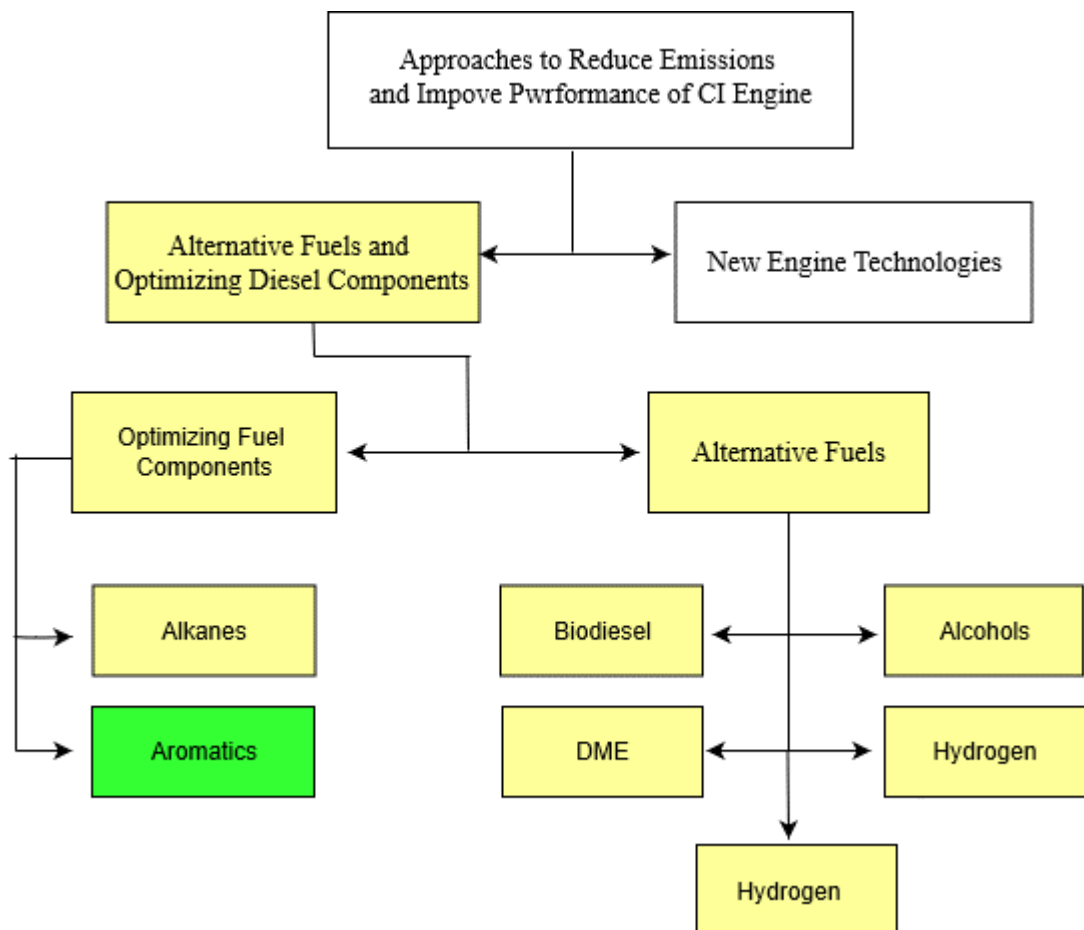 Approaches to Reduce Emissions
and Impove Pwrformance of CI Engine
Alternative Fuels and
Optimizing Diesel Components
New Engine Technologies
Optimizing Fuel
Components
Alternative Fuels
Alkanes
Biodiesel
Alcohols
Aromatics
DME
Hydrogen
Hydrogen